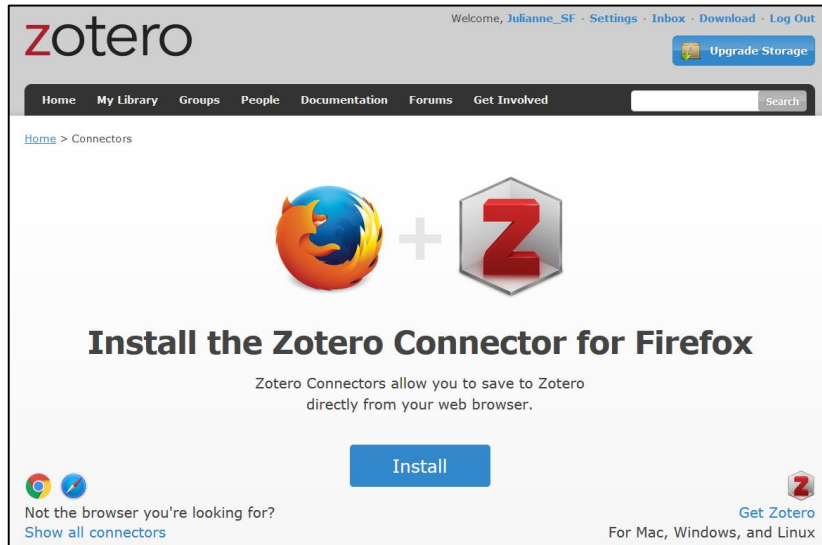 zotero
Welcome, Julianne_SF · Settings · Inbox · Download · Log Out
Upgrade Storage
Home My Library Groups People Documentation Forums Get Involved
Search
Home > Connectors
Z
Install the Zotero Connector for Firefox
Zotero Connectors allow you to save to Zotero
directly from your web browser.
Install
Not the browser you're looking for?
Show all connectors
Z
Get Zotero
For Mac, Windows, and Linux